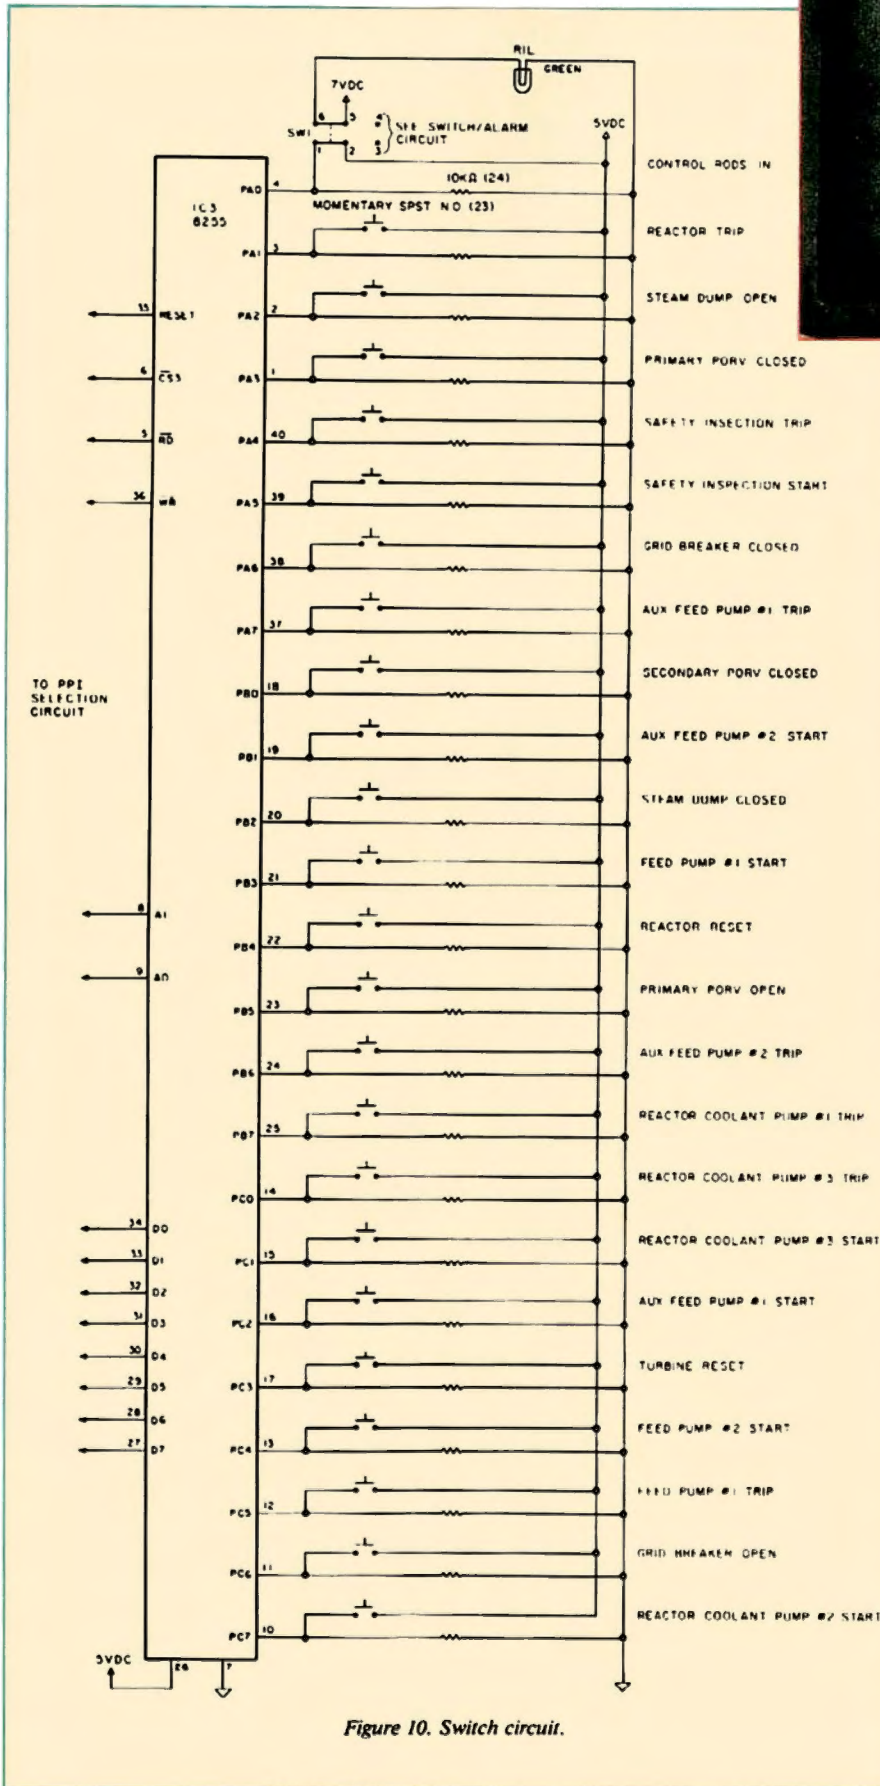 RIL
GREEN
7VDC
6 5 4
SW1
SEE SWITCH/ALARM
CIRCUIT
1 2 3
5VDC
CONTROL RODS IN
PA0 4
10KΩ (24)
IC3
8255
MOMENTARY SPST N.O (23)
REACTOR TRIP
PA1 3
STEAM DUMP OPEN
35 RESET
PA2 2
PRIMARY PORV CLOSED
6 CS3
PA3 1
SAFETY INSECTION TRIP
5 RD
PA4 40
SAFETY INSPECTION START
36 WR
PA5 39
GRID BREAKER CLOSED
PA6 38
AUX FEED PUMP #1 TRIP
PA7 37
SECONDARY PORV CLOSED
TO PPI
SELECTION
CIRCUIT
PB0 18
AUX FEED PUMP #2 START
PB1 19
STEAM DUMP CLOSED
PB2 20
FEED PUMP #1 START
PB3 21
8 A1
REACTOR RESET
PB4 22
9 A0
PRIMARY PORV OPEN
PB5 23
AUX FEED PUMP #2 TRIP
PB6 24
REACTOR COOLANT PUMP #1 TRIP
PB7 25
REACTOR COOLANT PUMP #3 TRIP
PC0 14
34 D0
REACTOR COOLANT PUMP #3 START
33 D1
PC1 15
32 D2
AUX FEED PUMP #1 START
31 D3
PC2 16
30 D4
TURBINE RESET
29 D5
PC3 17
28 D6
FEED PUMP #2 START
27 D7
PC4 13
FEED PUMP #1 TRIP
PC5 12
GRID BREAKER OPEN
PC6 11
REACTOR COOLANT PUMP #2 START
PC7 10
5VDC
26 7
Figure 10. Switch circuit.